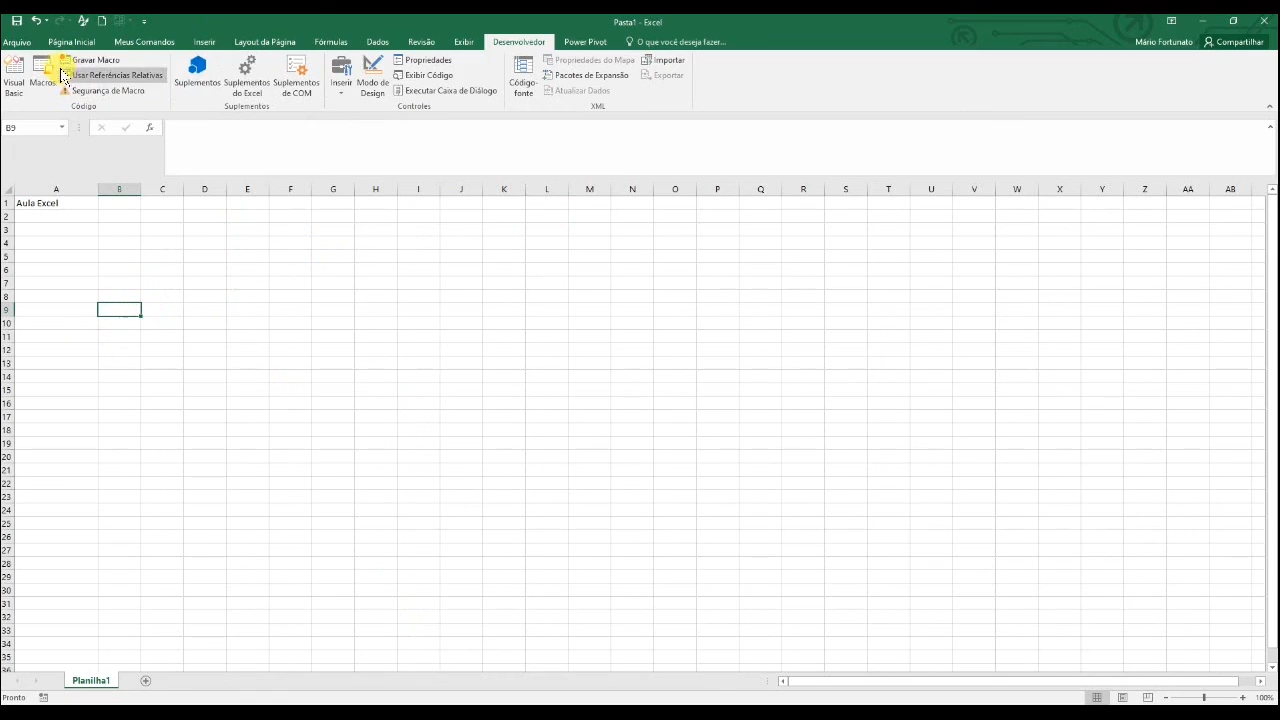 Pasta1 - Excel
Arquivo Página Inicial Meus Comandos Inserir Layout da Página Fórmulas Dados Revisão Exibir Desenvolvedor Power Pivot O que você deseja fazer... Mário Fortunato Compartilhar
Visual Basic
Macros
Gravar Macro
Usar Referências Relativas
Segurança de Macro
Código
Suplementos
Suplementos do Excel
Suplementos de COM
Suplementos
Inserir
Modo de Design
Propriedades
Exibir Código
Executar Caixa de Diálogo
Controles
Código-fonte
Propriedades do Mapa
Pacotes de Expansão
Atualizar Dados
Importar
Exportar
XML
B9 fx
A B C D E F G H I J K L M N O P Q R S T U V W X Y Z AA AB
1 Aula Excel
2
3
4
5
6
7
8
9
10
11
12
13
14
15
16
17
18
19
20
21
22
23
24
25
26
27
28
29
30
31
32
33
34
35
36
Planilha1
Pronto 100%